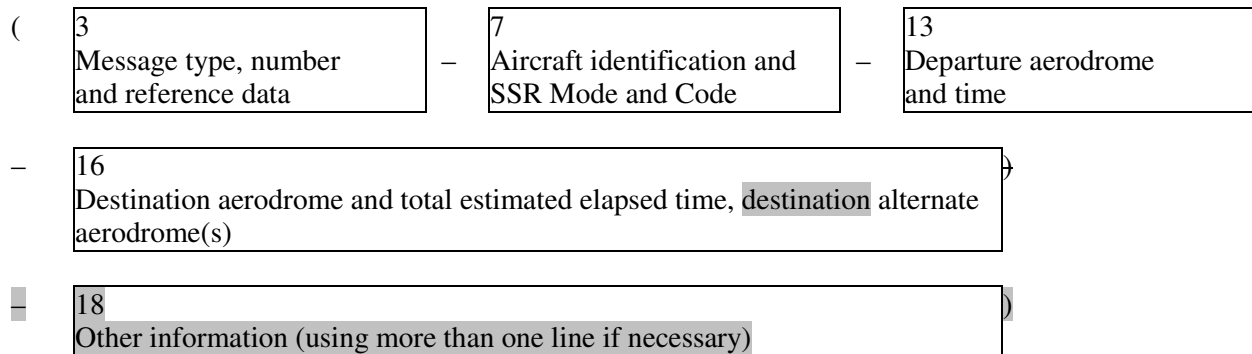 ( 3 7 13
Message type, number – Aircraft identification and – Departure aerodrome
and reference data SSR Mode and Code and time
– 16 )
Destination aerodrome and total estimated elapsed time, destination alternate
aerodrome(s)
– 18 )
Other information (using more than one line if necessary)